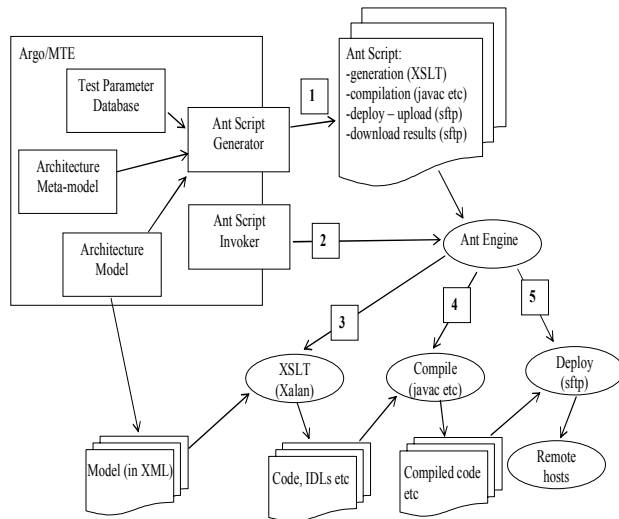 Argo/MTE
Test Parameter
Database
Ant Script
Generator
Architecture
Meta-model
Ant Script
Invoker
Architecture
Model
1
Ant Script:
-generation (XSLT)
-compilation (javac etc)
-deploy – upload (sftp)
-download results (sftp)
2
Ant Engine
3
4
5
XSLT
(Xalan)
Compile
(javac etc)
Deploy
(sftp)
Model (in XML)
Code, IDLs etc
Compiled code
etc
Remote
hosts